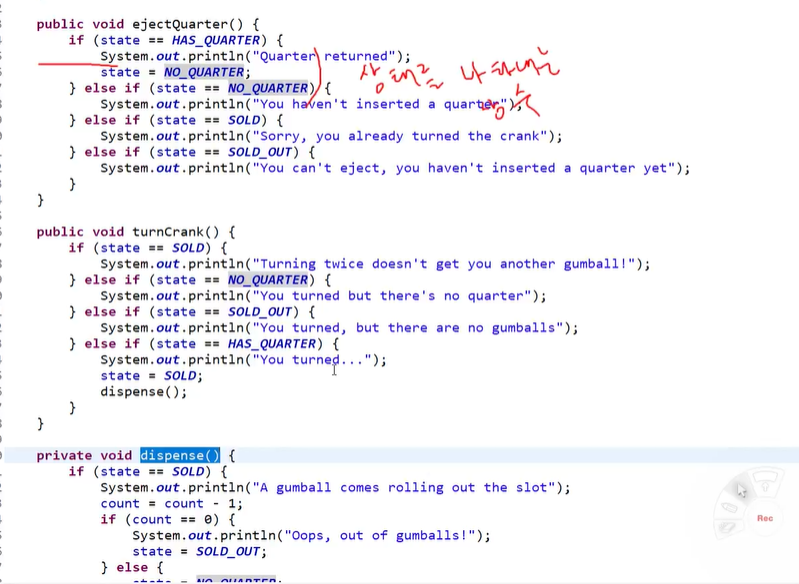 public void ejectQuarter() {
if (state == HAS_QUARTER) {
System.out.println("Quarter returned");
state = NO_QUARTER;
} else if (state == NO_QUARTER) {
System.out.println("You haven't inserted a quarter");
} else if (state == SOLD) {
System.out.println("Sorry, you already turned the crank");
} else if (state == SOLD_OUT) {
System.out.println("You can't eject, you haven't inserted a quarter yet");
}
}
public void turnCrank() {
if (state == SOLD) {
System.out.println("Turning twice doesn't get you another gumball!");
} else if (state == NO_QUARTER) {
System.out.println("You turned but there's no quarter");
} else if (state == SOLD_OUT) {
System.out.println("You turned, but there are no gumballs");
} else if (state == HAS_QUARTER) {
System.out.println("You turned...");
state = SOLD;
dispense();
}
}
private void dispense() {
if (state == SOLD) {
System.out.println("A gumball comes rolling out the slot");
count = count - 1;
if (count == 0) {
System.out.println("Oops, out of gumballs!");
state = SOLD_OUT;
} else {
state = NO_QUARTER;
Rec